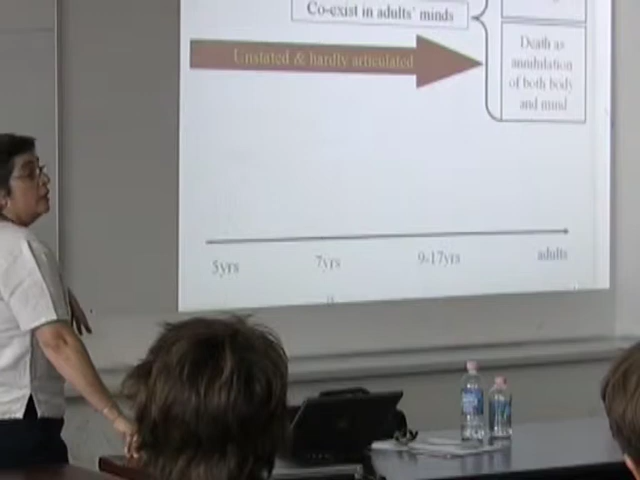 Co-exist in adults' minds
Unstated & hardly articulated
Death as
annulation
of both body
and mind
5yrs
7yrs
9-17yrs
adults